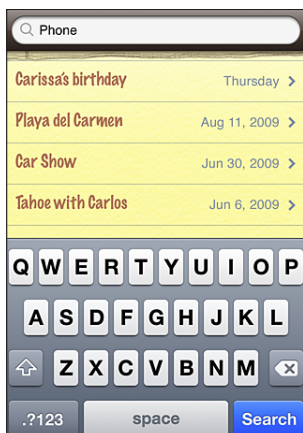 Phone
Carissa's birthday Thursday
Playa del Carmen Aug 11, 2009
Car Show Jun 30, 2009
Tahoe with Carlos Jun 6, 2009
Q W E R T Y U I O P
A S D F G H J K L
Z X C V B N M
.?123 space Search